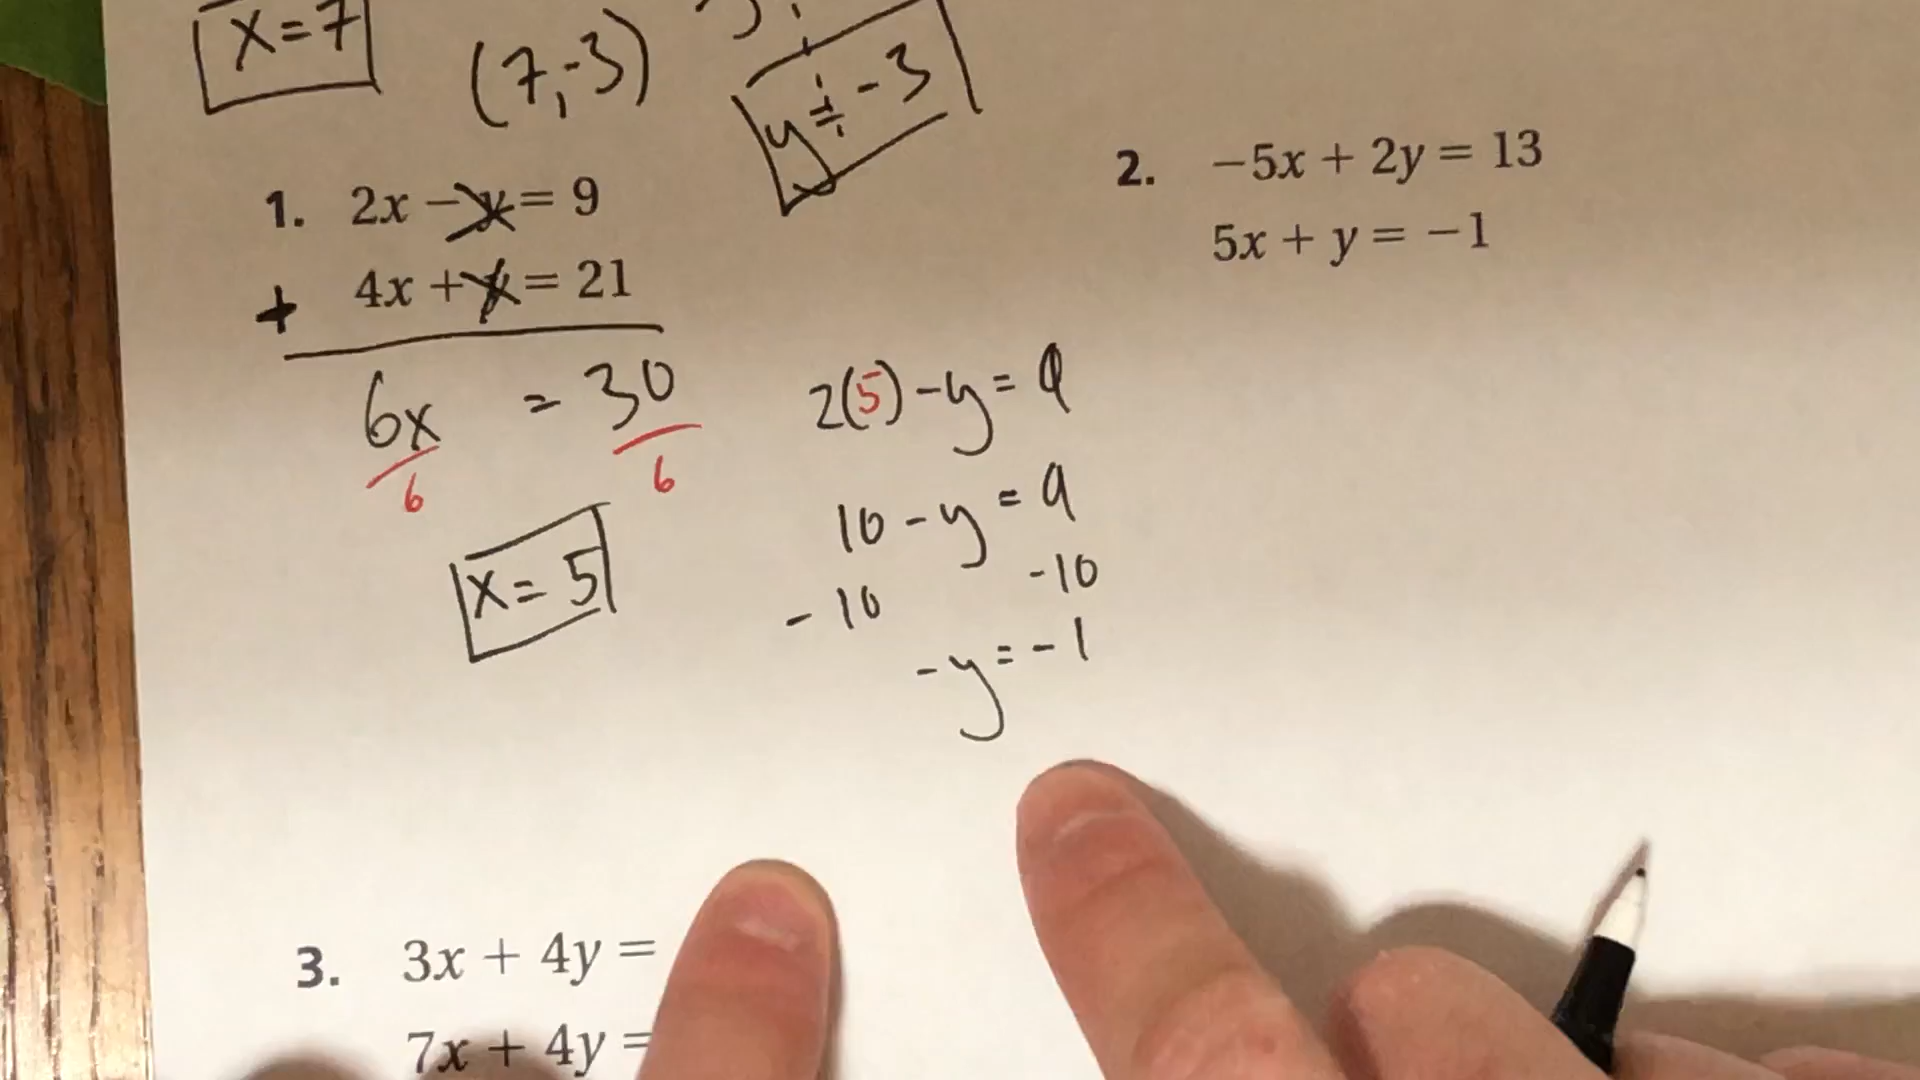 x=7
(7,-3)
y=-3
1. 2x - y = 9
+ 4x + y = 21
6x = 30
6 6
x = 5
2(5) - y = 9
10 - y = 9
- 10 -10
-y = -1
2. -5x + 2y = 13
5x + y = -1
3. 3x + 4y =
7x + 4y =